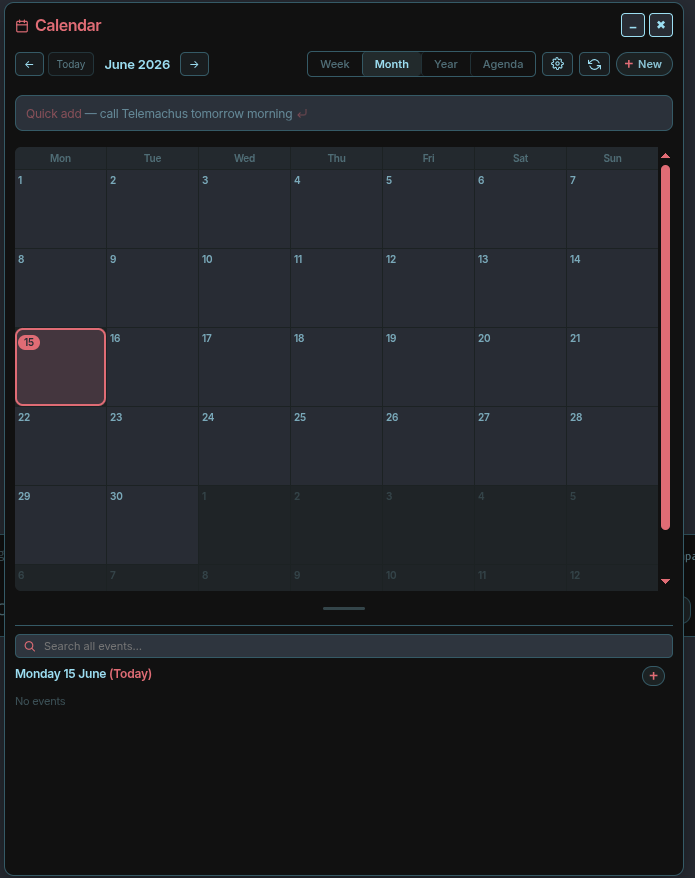 Calendar
← Today June 2026 → Week Month Year Agenda + New
Quick add — call Telemachus tomorrow morning ↵
Mon Tue Wed Thu Fri Sat Sun
1 2 3 4 5 6 7
8 9 10 11 12 13 14
15 16 17 18 19 20 21
22 23 24 25 26 27 28
29 30 1 2 3 4 5
6 7 8 9 10 11 12
Search all events...
Monday 15 June (Today) +
No events